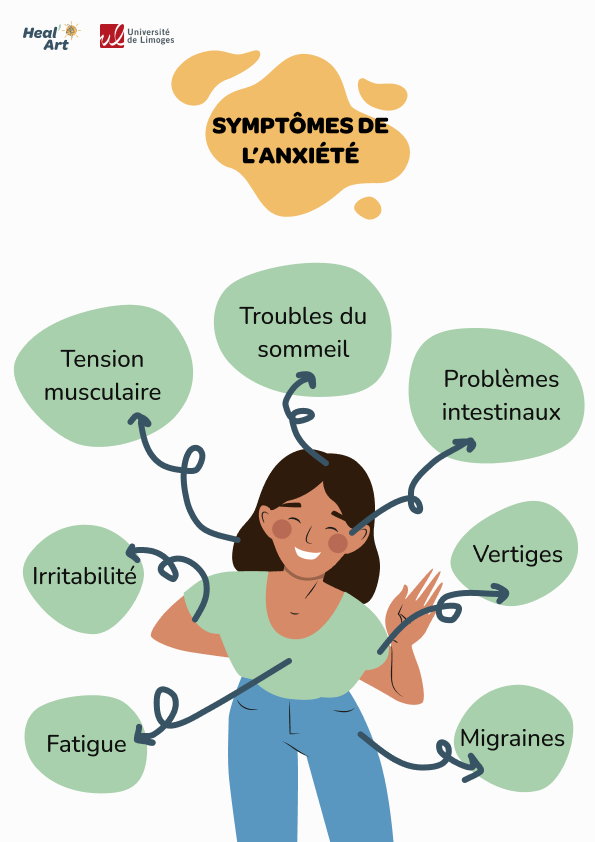 Heal'
Art
ul
Université
de Limoges
SYMPTÔMES DE
L'ANXIÉTÉ
Troubles du
sommeil
Tension
musculaire
Problèmes
intestinaux
Vertiges
Irritabilité
Fatigue
Migraines